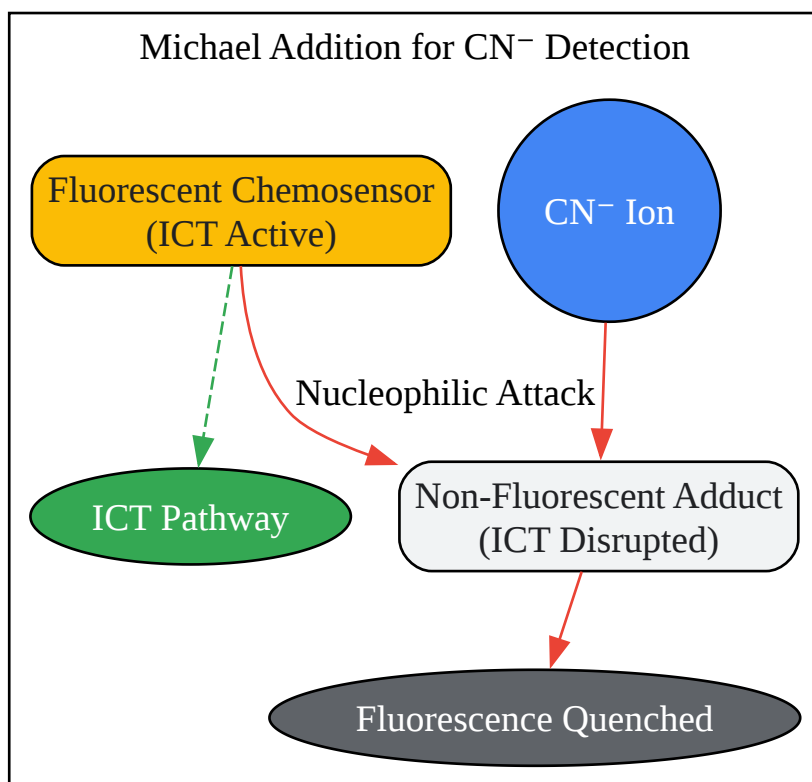 Michael Addition for CN⁻ Detection
Fluorescent Chemosensor
(ICT Active)
CN⁻ Ion
Nucleophilic Attack
ICT Pathway
Non-Fluorescent Adduct
(ICT Disrupted)
Fluorescence Quenched